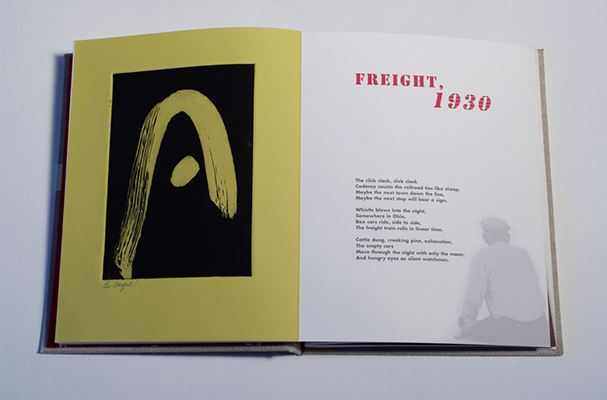 Be Careful!
FREIGHT,
1930
The click clack, click clack
Cadence counts the railroad ties like sheep.
Maybe the next town down the line,
Maybe the next stop will bear a sign.
Whistle blows into the night,
Somewhere in Ohio.
Box cars ride, side to side,
The freight train rolls in linear time.
Cattle dung, creaking pine, exhaustion,
The empty cars
Move through the night with only the moon,
And hungry eyes as silent watchmen.